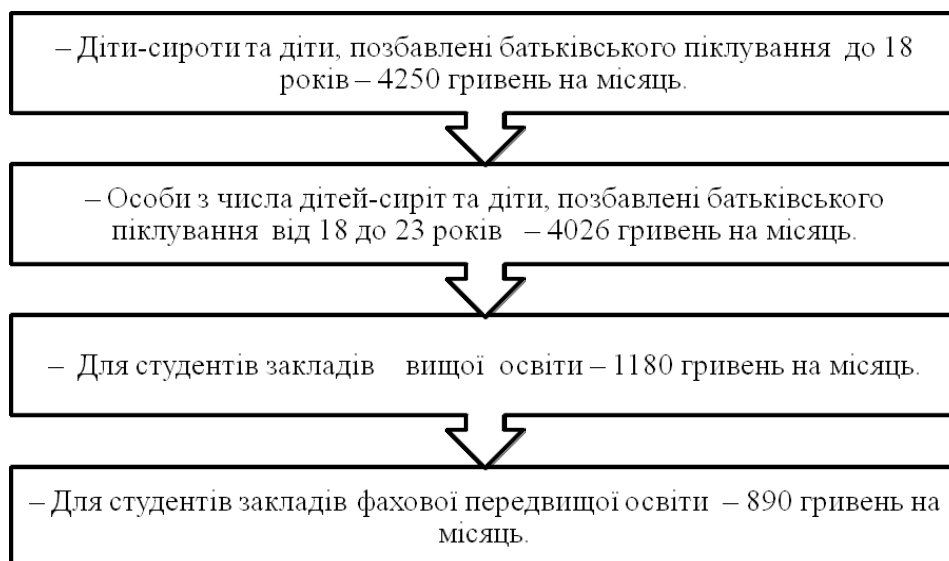 – Діти-сироти та діти, позбавлені батьківського піклування до 18
років – 4250 гривень на місяць.
– Особи з числа дітей-сиріт та діти, позбавлені батьківського
піклування від 18 до 23 років – 4026 гривень на місяць.
– Для студентів закладів вищої освіти – 1180 гривень на місяць.
– Для студентів закладів фахової передвищої освіти – 890 гривень на
місяць.